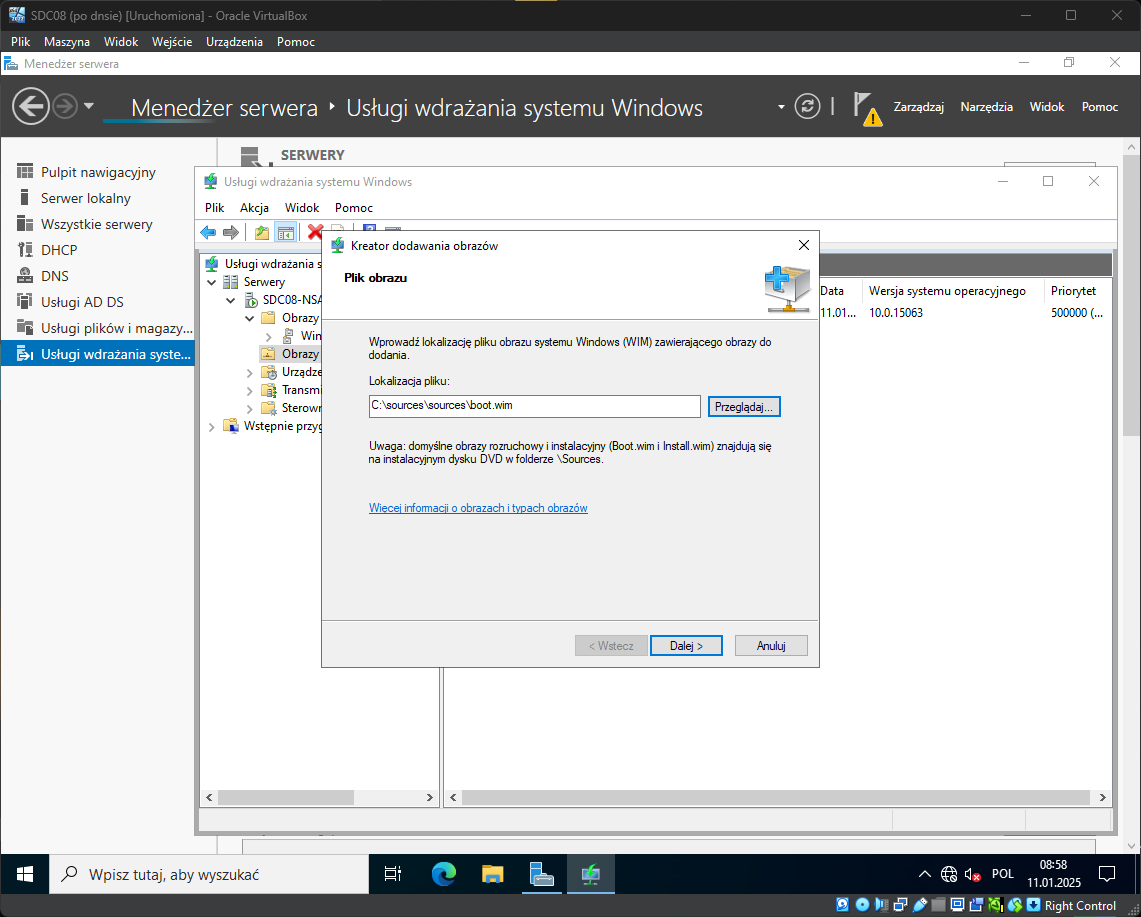 SDC08 (po dnsie) [Uruchomiona] - Oracle VirtualBox
Plik Maszyna Widok Wejście Urządzenia Pomoc
Menedżer serwera
Menedżer serwera Usługi wdrażania systemu Windows
Zarządzaj Narzędzia Widok Pomoc
Pulpit nawigacyjny
Serwer lokalny
Wszystkie serwery
DHCP
DNS
Usługi AD DS
Usługi plików i magazy...
Usługi wdrażania syste...
SERWERY
Usługi wdrażania systemu Windows
Plik Akcja Widok Pomoc
Usługi wdrażania s
Serwery
SDC08-NSA
Obrazy
Win
Obrazy
Urządze
Transmi
Sterown
Wstępnie przyg
Data Wersja systemu operacyjnego Priorytet
11.01... 10.0.15063 500000 (...
Kreator dodawania obrazów
Plik obrazu
Wprowadź lokalizację pliku obrazu systemu Windows (WIM) zawierającego obrazy do
dodania.
Lokalizacja pliku:
C:\sources\sources\boot.wim
Przeglądaj...
Uwaga: domyślne obrazy rozruchowy i instalacyjny (Boot.wim i Install.wim) znajdują się
na instalacyjnym dysku DVD w folderze \Sources.
Więcej informacji o obrazach i typach obrazów
< Wstecz Dalej > Anuluj
Wpisz tutaj, aby wyszukać
POL
08:58
11.01.2025
Right Control